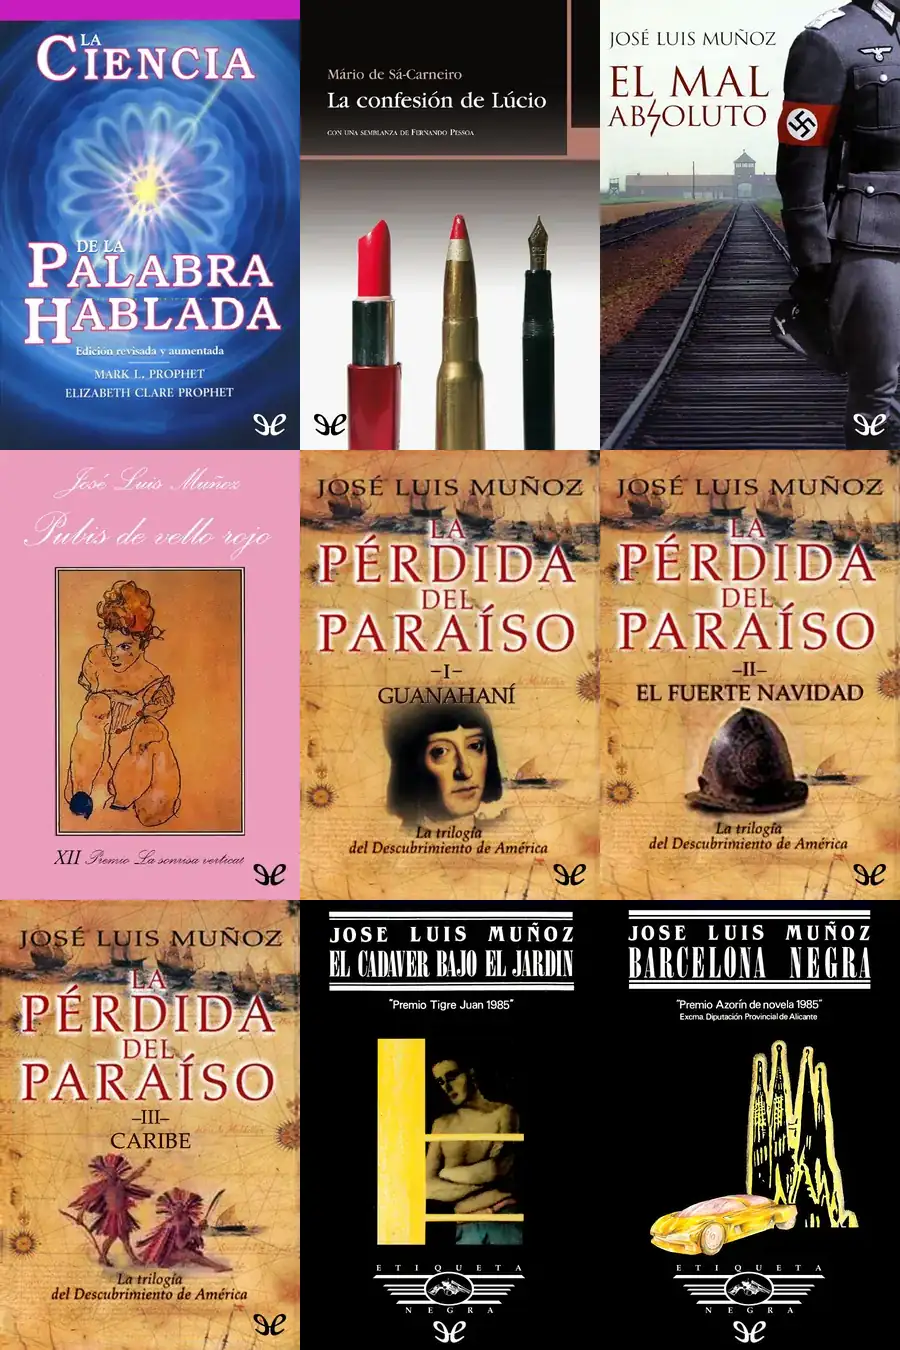 LA
CIENCIA
DE LA
PALABRA
HABLADA
Edición revisada y aumentada
MARK L. PROPHET
ELIZABETH CLARE PROPHET
Mário de Sá-Carneiro
La confesión de Lúcio
CON UNA SEMBLANZA DE FERNANDO PESSOA
JOSÉ LUIS MUÑOZ
EL MAL
ABSOLUTO
José Luis Muñoz
Pubis de vello rojo
XII Premio La sonrisa vertical
JOSÉ LUIS MUÑOZ
LA
PÉRDIDA
DEL
PARAÍSO
–I–
GUANAHANÍ
La trilogía
del Descubrimiento de América
JOSÉ LUIS MUÑOZ
LA
PÉRDIDA
DEL
PARAÍSO
–II–
EL FUERTE NAVIDAD
La trilogía
del Descubrimiento de América
JOSÉ LUIS MUÑOZ
LA
PÉRDIDA
DEL
PARAÍSO
–III–
CARIBE
La trilogía
del Descubrimiento de América
JOSE LUIS MUÑOZ
EL CADAVER BAJO EL JARDIN
"Premio Tigre Juan 1985"
ETIQUETA
NEGRA
JOSE LUIS MUÑOZ
BARCELONA NEGRA
"Premio Azorín de novela 1985"
Excma. Diputación Provincial de Alicante
ETIQUETA
NEGRA